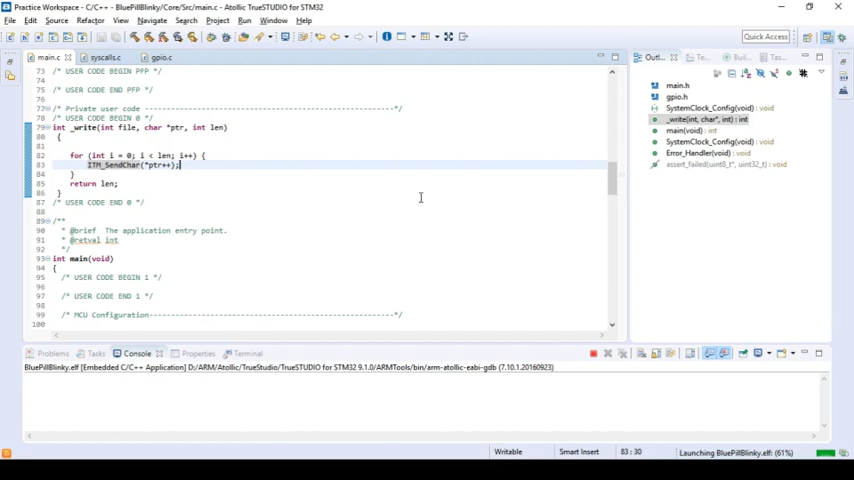 Practice Workspace - C/C++ - BluePillBlinky/Core/Src/main.c - Atollic TrueSTUDIO for STM32
File Edit Source Refactor View Navigate Search Project Run Window Help
Quick Access
main.c syscalls.c gpio.c
73 /* USER CODE BEGIN PFP */
74
75 /* USER CODE END PFP */
76
77 /* Private user code ---------------------------------------------------------*/
78 /* USER CODE BEGIN 0 */
79 int _write(int file, char *ptr, int len)
80 {
81
82 for (int i = 0; i < len; i++) {
83 ITM_SendChar(*ptr++);
84 }
85 return len;
86 }
87 /* USER CODE END 0 */
88
89 /**
90 * @brief The application entry point.
91 * @retval int
92 */
93 int main(void)
94 {
95 /* USER CODE BEGIN 1 */
96
97 /* USER CODE END 1 */
98
99 /* MCU Configuration--------------------------------------------------------*/
100
Outl... Te... Buil... Tas...
main.h
gpio.h
SystemClock_Config(void) : void
_write(int, char*, int) : int
main(void) : int
SystemClock_Config(void) : void
Error_Handler(void) : void
assert_failed(uint8_t*, uint32_t) : void
Problems Tasks Console Properties Terminal
BluePillBlinky.elf [Embedded C/C++ Application] D:/ARM/Atollic/TrueStudio/TrueSTUDIO for STM32 9.1.0/ARMTools/bin/arm-atollic-eabi-gdb (7.10.1.20160923)
Writable Smart Insert 83 : 30 Launching BluePillBlinky.elf: (61%)